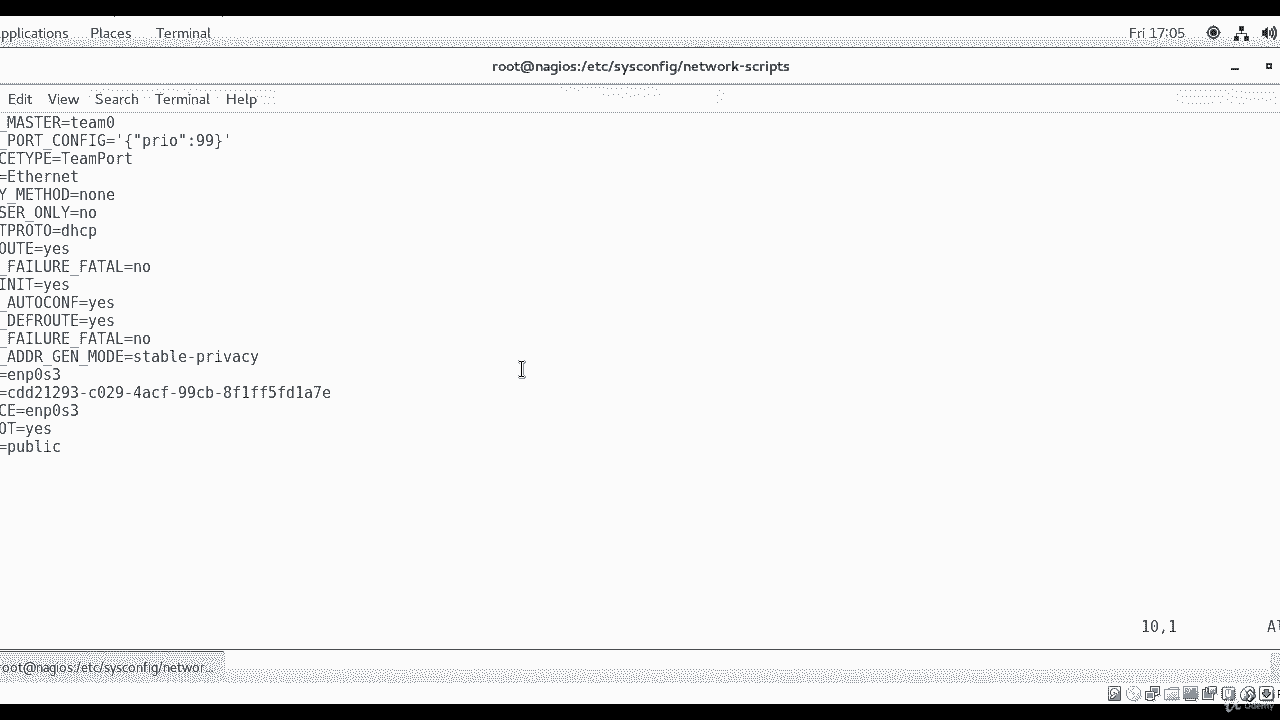 pplications Places Terminal Fri 17:05
root@nagios:/etc/sysconfig/network-scripts
Edit View Search Terminal Help
_MASTER=team0
_PORT_CONFIG='{"prio":99}'
CETYPE=TeamPort
=Ethernet
Y_METHOD=none
SER_ONLY=no
TPROTO=dhcp
OUTE=yes
_FAILURE_FATAL=no
INIT=yes
_AUTOCONF=yes
_DEFROUTE=yes
_FAILURE_FATAL=no
_ADDR_GEN_MODE=stable-privacy
=enp0s3
=cdd21293-c029-4acf-99cb-8f1ff5fd1a7e
CE=enp0s3
OT=yes
=public
10,1 Al
root@nagios:/etc/sysconfig/networ...
Udemy